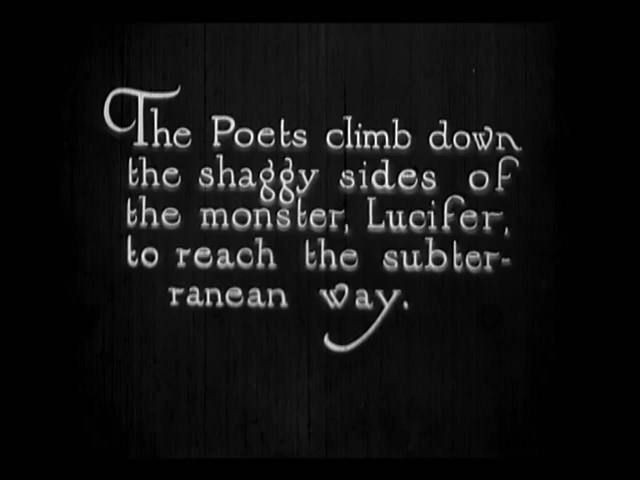 The Poets climb down
the shaggy sides of
the monster, Lucifer,
to reach the subter-
ranean way.